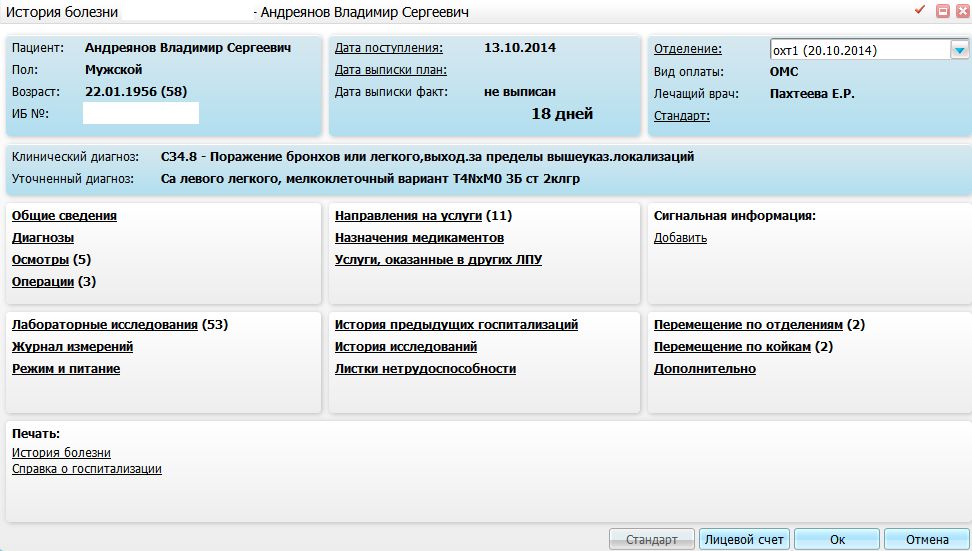 История болезни - Андреянов Владимир Сергеевич
Пациент: Андреянов Владимир Сергеевич
Пол: Мужской
Возраст: 22.01.1956 (58)
ИБ №:
Дата поступления: 13.10.2014
Дата выписки план:
Дата выписки факт: не выписан
18 дней
Отделение: охт1 (20.10.2014)
Вид оплаты: ОМС
Лечащий врач: Пахтеева Е.Р.
Стандарт:
Клинический диагноз: C34.8 - Поражение бронхов или легкого,выход.за пределы вышеуказ.локализаций
Уточненный диагноз: Са левого легкого, мелкоклеточный вариант T4NxM0 3Б ст 2клгр
Общие сведения
Диагнозы
Осмотры (5)
Операции (3)
Направления на услуги (11)
Назначения медикаментов
Услуги, оказанные в других ЛПУ
Сигнальная информация:
Добавить
Лабораторные исследования (53)
Журнал измерений
Режим и питание
История предыдущих госпитализаций
История исследований
Листки нетрудоспособности
Перемещение по отделениям (2)
Перемещение по койкам (2)
Дополнительно
Печать:
История болезни
Справка о госпитализации
Стандарт Лицевой счет Ок Отмена